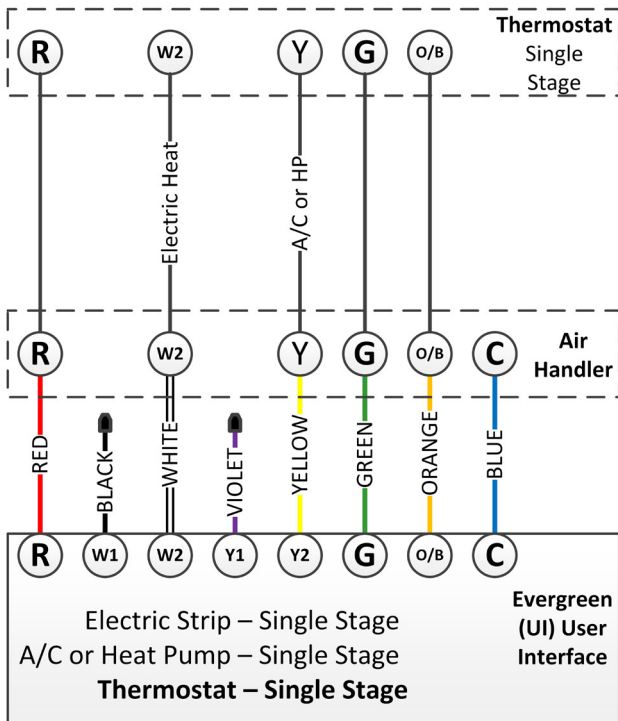 Thermostat
Single
Stage
R W2 Y G O/B
Electric Heat
A/C or HP
R W2 Y G O/B C
Air
Handler
RED
BLACK
WHITE
VIOLET
YELLOW
GREEN
ORANGE
BLUE
R W1 W2 Y1 Y2 G O/B C
Electric Strip – Single Stage
A/C or Heat Pump – Single Stage
Thermostat – Single Stage
Evergreen
(UI) User
Interface